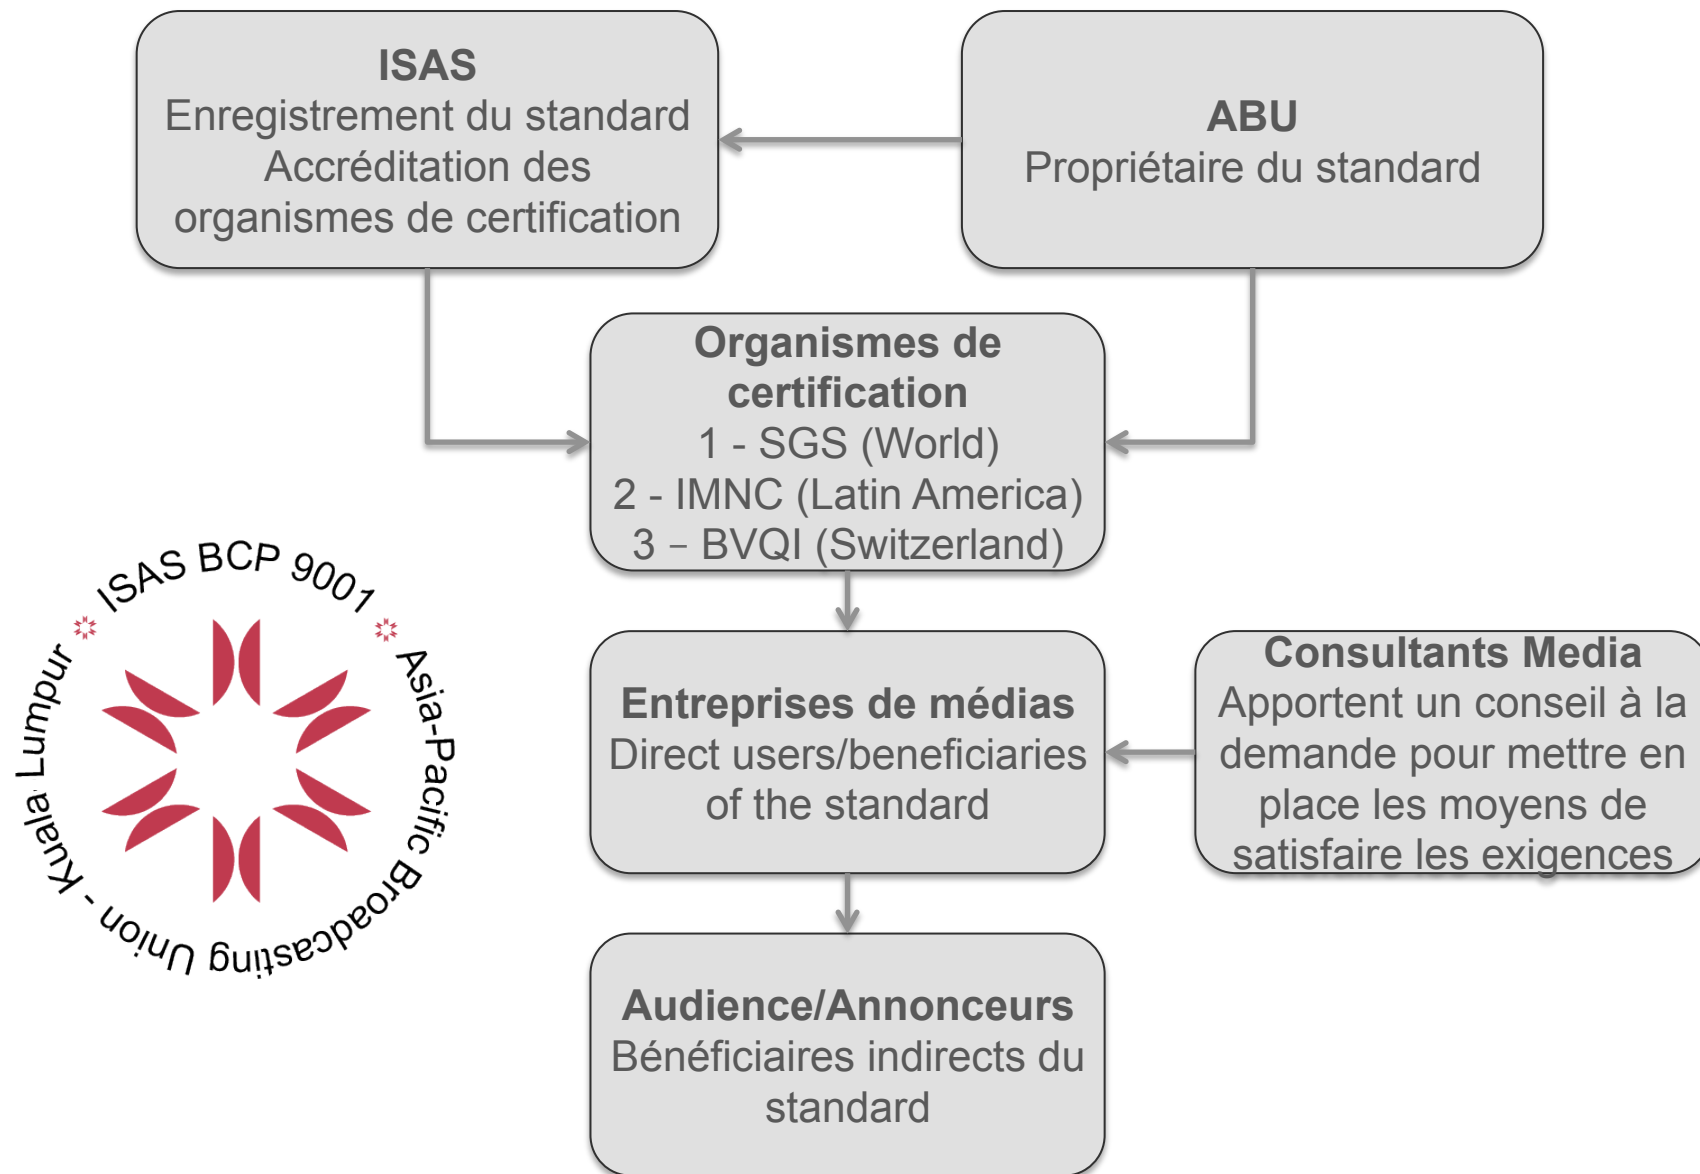 ISAS
Enregistrement du standard
Accréditation des
organismes de certification
ABU
Propriétaire du standard
Organismes de
certification
1 - SGS (World)
2 - IMNC (Latin America)
3 – BVQI (Switzerland)
ISAS BCP 9001
Asia-Pacific Broadcasting Union - Kuala Lumpur
Entreprises de médias
Direct users/beneficiaries
of the standard
Consultants Media
Apportent un conseil à la
demande pour mettre en
place les moyens de
satisfaire les exigences
Audience/Annonceurs
Bénéficiaires indirects du
standard